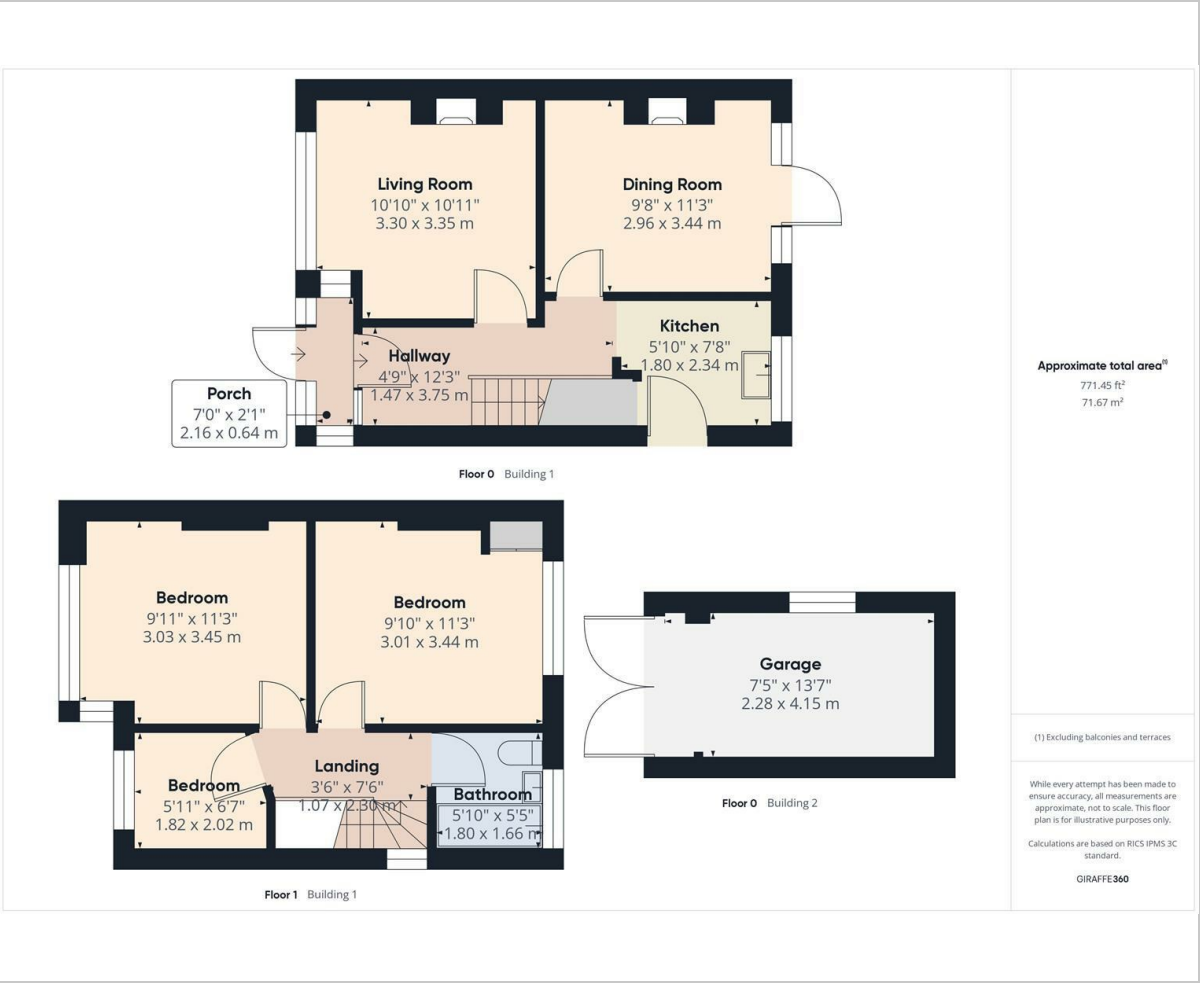 Living Room
10'10" x 10'11"
3.30 x 3.35 m
Dining Room
9'8" x 11'3"
2.96 x 3.44 m
Kitchen
5'10" x 7'8"
1.80 x 2.34 m
Hallway
4'9" x 12'3"
1.47 x 3.75 m
Porch
7'0" x 2'1"
2.16 x 0.64 m
Floor 0 Building 1
Bedroom
9'11" x 11'3"
3.03 x 3.45 m
Bedroom
9'10" x 11'3"
3.01 x 3.44 m
Landing
3'6" x 7'6"
1.07 x 2.30 m
Bedroom
5'11" x 6'7"
1.82 x 2.02 m
Bathroom
5'10" x 5'5"
1.80 x 1.66 m
Floor 1 Building 1
Garage
7'5" x 13'7"
2.28 x 4.15 m
Floor 0 Building 2
Approximate total area(1)
771.45 ft²
71.67 m²
(1) Excluding balconies and terraces
While every attempt has been made to
ensure accuracy, all measurements are
approximate, not to scale. This floor
plan is for illustrative purposes only.
Calculations are based on RICS IPMS 3C
standard.
GIRAFFE360